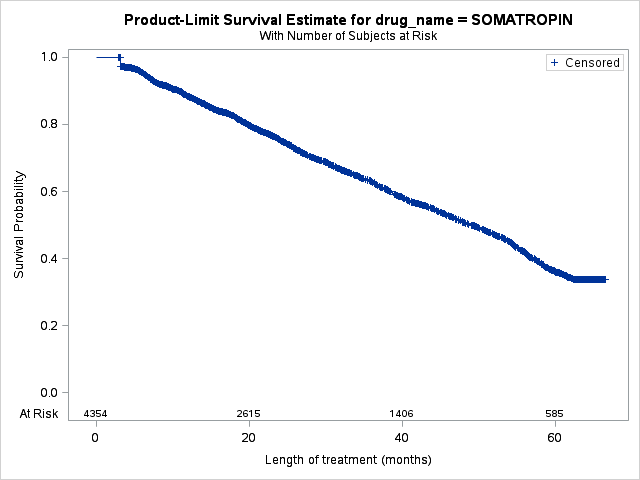 Product-Limit Survival Estimate for drug_name = SOMATROPIN
With Number of Subjects at Risk
+ Censored
1.0
0.8
0.6
0.4
0.2
0.0
Survival Probability
At Risk 4354 2615 1406 585
0 20 40 60
Length of treatment (months)